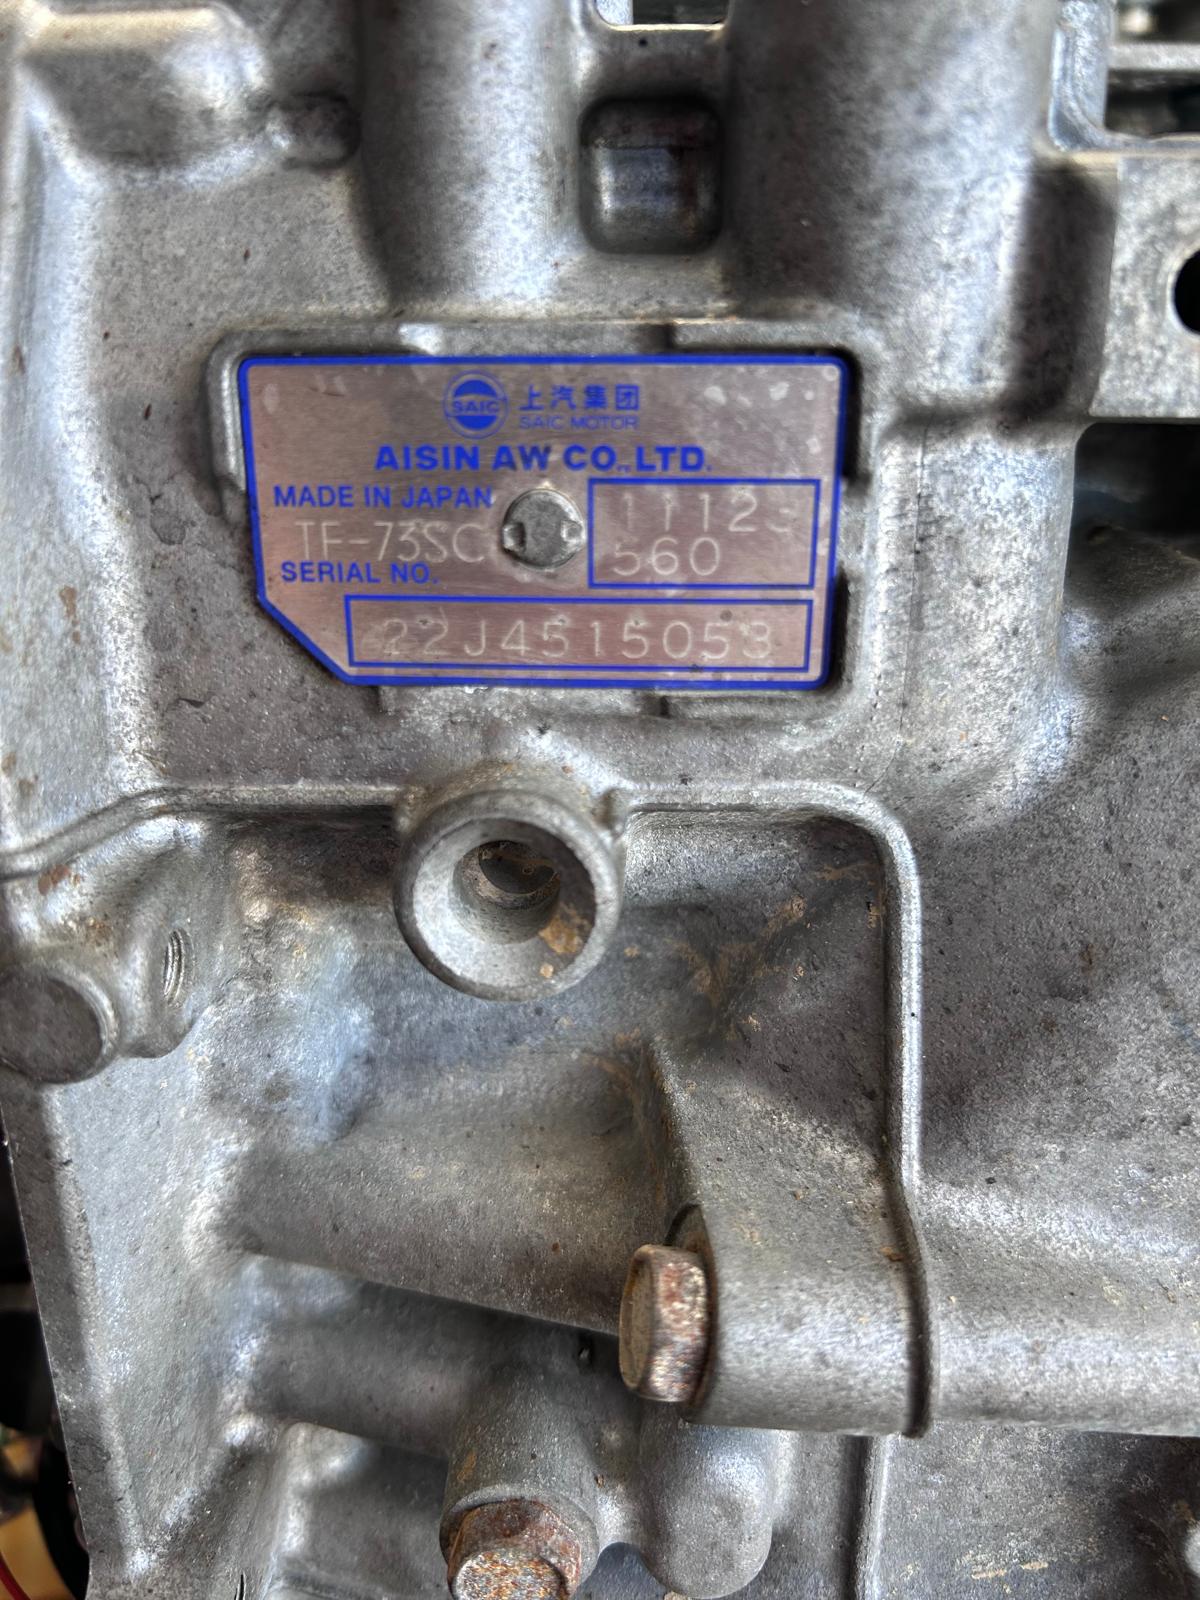 SAIC 上汽集团
SAIC MOTOR
AISIN AW CO., LTD.
MADE IN JAPAN
TF-73SC
SERIAL NO.
560
22J4515053